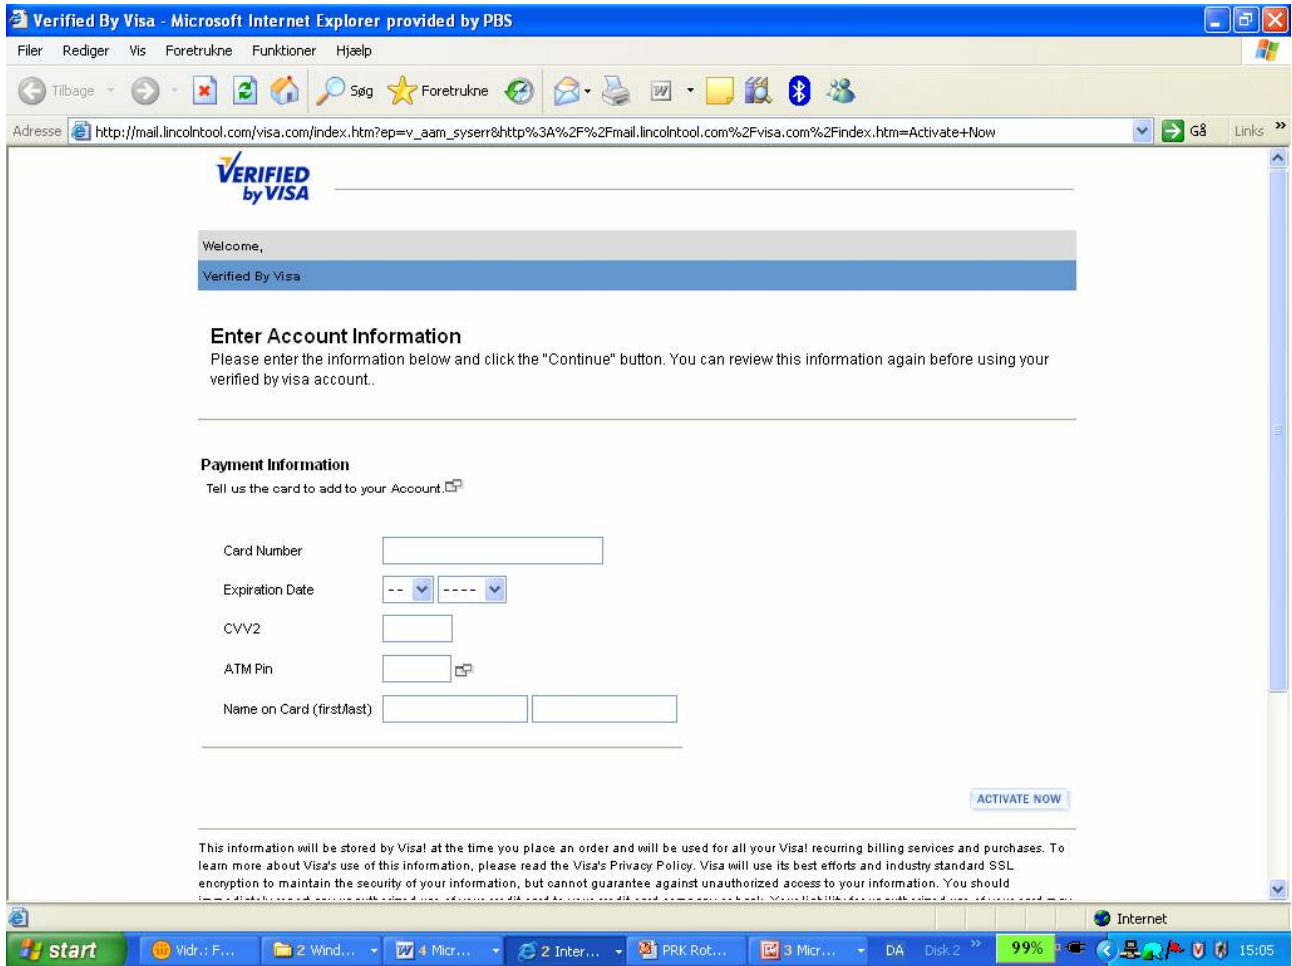 Verified By Visa - Microsoft Internet Explorer provided by PBS
Filer Rediger Vis Foretrukne Funktioner Hjælp
Tilbage Søg Foretrukne
Adresse http://mail.lincolntool.com/visa.com/index.htm?ep=v_aam_syserr&http%3A%2F%2Fmail.lincolntool.com%2Fvisa.com%2Findex.htm=Activate+Now Gå Links »
VERIFIED
by VISA
Welcome,
Verified By Visa
Enter Account Information
Please enter the information below and click the "Continue" button. You can review this information again before using your
verified by visa account..
Payment Information
Tell us the card to add to your Account.
Card Number
Expiration Date -- ----
CVV2
ATM Pin
Name on Card (first/last)
ACTIVATE NOW
This information will be stored by Visa! at the time you place an order and will be used for all your Visa! recurring billing services and purchases. To
learn more about Visa's use of this information, please read the Visa's Privacy Policy. Visa will use its best efforts and industry standard SSL
encryption to maintain the security of your information, but cannot guarantee against unauthorized access to your information. You should
Internet
start Vidr.: F... 2 Wind... 4 Micr... 2 Inter... PRK Rot... 3 Micr... DA Disk 2 » 99% 15:05